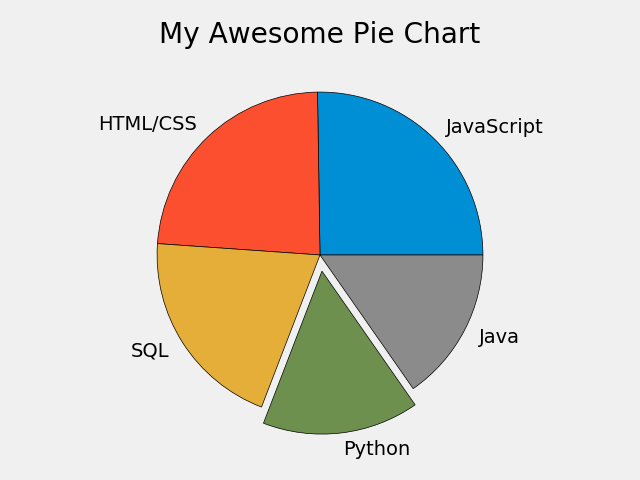 My Awesome Pie Chart
HTML/CSS
JavaScript
SQL
Java
Python